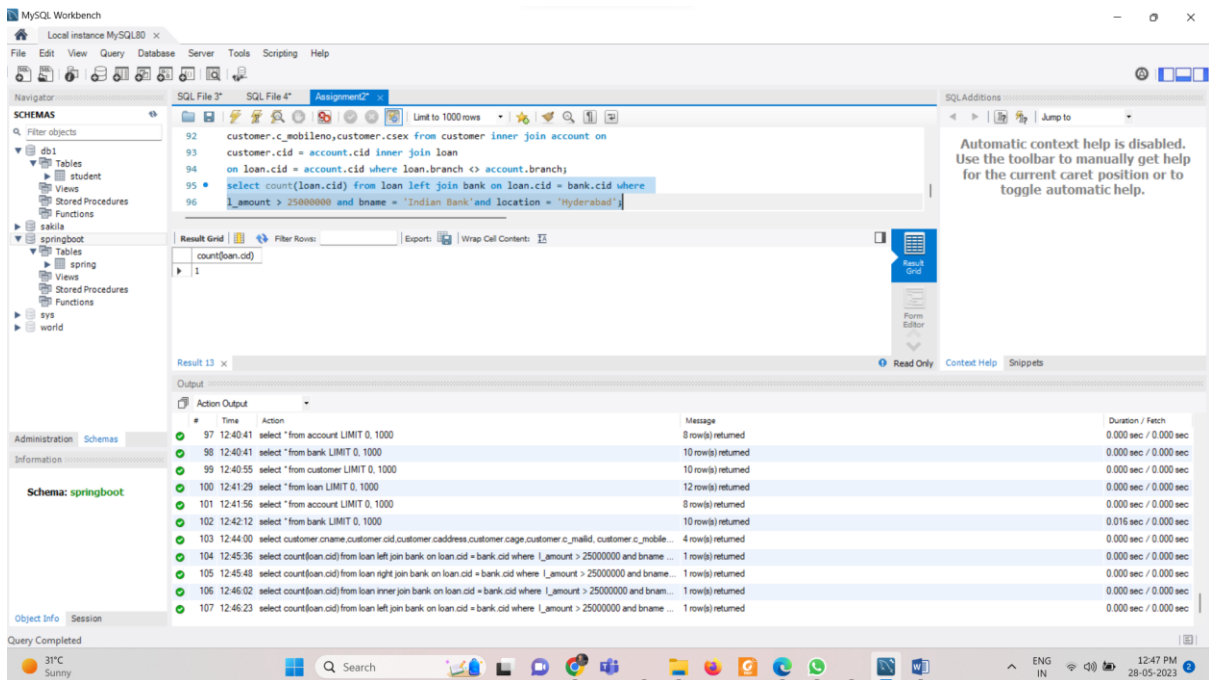 MySQL Workbench
Local instance MySQL80 ×
File Edit View Query Database Server Tools Scripting Help
Navigator
SCHEMAS
Filter objects
db1
Tables
student
Views
Stored Procedures
Functions
sakila
springboot
Tables
spring
Views
Stored Procedures
Functions
sys
world
Administration Schemas
Information
Schema: springboot
Object Info Session
Query Completed
SQL File 3* SQL File 4* Assignment2* ×
Limit to 1000 rows
92 customer.c_mobileno,customer.csex from customer inner join account on
93 customer.cid = account.cid inner join loan
94 on loan.cid = account.cid where loan.branch <> account.branch;
95 select count(loan.cid) from loan left join bank on loan.cid = bank.cid where
96 l_amount > 25000000 and bname = 'Indian Bank'and location = 'Hyderabad';
Result Grid Filter Rows: Export: Wrap Cell Content:
count(loan.cid)
1
Result Grid
Form Editor
Result 13 × Read Only
SQLAdditions
Jump to
Automatic context help is disabled.
Use the toolbar to manually get help
for the current caret position or to
toggle automatic help.
Context Help Snippets
Output
Action Output
# Time Action Message Duration / Fetch
97 12:40:41 select * from account LIMIT 0, 1000 8 row(s) returned 0.000 sec / 0.000 sec
98 12:40:41 select * from bank LIMIT 0, 1000 10 row(s) returned 0.000 sec / 0.000 sec
99 12:40:55 select * from customer LIMIT 0, 1000 10 row(s) returned 0.000 sec / 0.000 sec
100 12:41:29 select * from loan LIMIT 0, 1000 12 row(s) returned 0.000 sec / 0.000 sec
101 12:41:56 select * from account LIMIT 0, 1000 8 row(s) returned 0.000 sec / 0.000 sec
102 12:42:12 select * from bank LIMIT 0, 1000 10 row(s) returned 0.016 sec / 0.000 sec
103 12:44:00 select customer.cname,customer.cid,customer.caddress,customer.cage,customer.c_mailid, customer.c_mobile... 4 row(s) returned 0.000 sec / 0.000 sec
104 12:45:36 select count(loan.cid) from loan left join bank on loan.cid = bank.cid where l_amount > 25000000 and bname ... 1 row(s) returned 0.000 sec / 0.000 sec
105 12:45:48 select count(loan.cid) from loan right join bank on loan.cid = bank.cid where l_amount > 25000000 and bname... 1 row(s) returned 0.000 sec / 0.000 sec
106 12:46:02 select count(loan.cid) from loan inner join bank on loan.cid = bank.cid where l_amount > 25000000 and bnam... 1 row(s) returned 0.000 sec / 0.000 sec
107 12:46:23 select count(loan.cid) from loan left join bank on loan.cid = bank.cid where l_amount > 25000000 and bname ... 1 row(s) returned 0.000 sec / 0.000 sec
31°C
Sunny
Search
ENG
IN
12:47 PM
28-05-2023
2